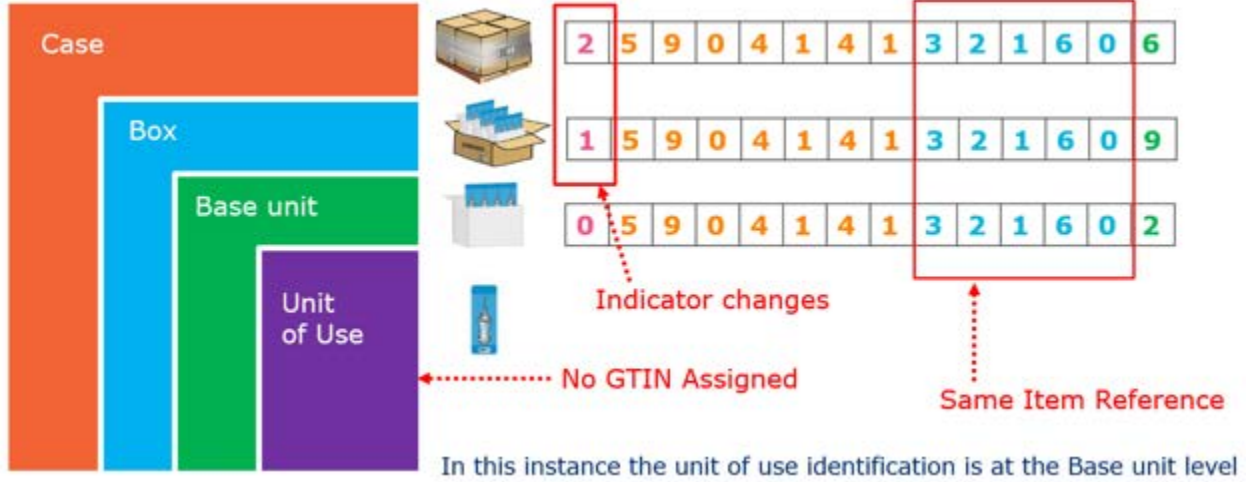 Case
2 5 9 0 4 1 4 1 3 2 1 6 0 6
Box
1 5 9 0 4 1 4 1 3 2 1 6 0 9
Base unit
0 5 9 0 4 1 4 1 3 2 1 6 0 2
Indicator changes
Unit
of Use
No GTIN Assigned
Same Item Reference
In this instance the unit of use identification is at the Base unit level